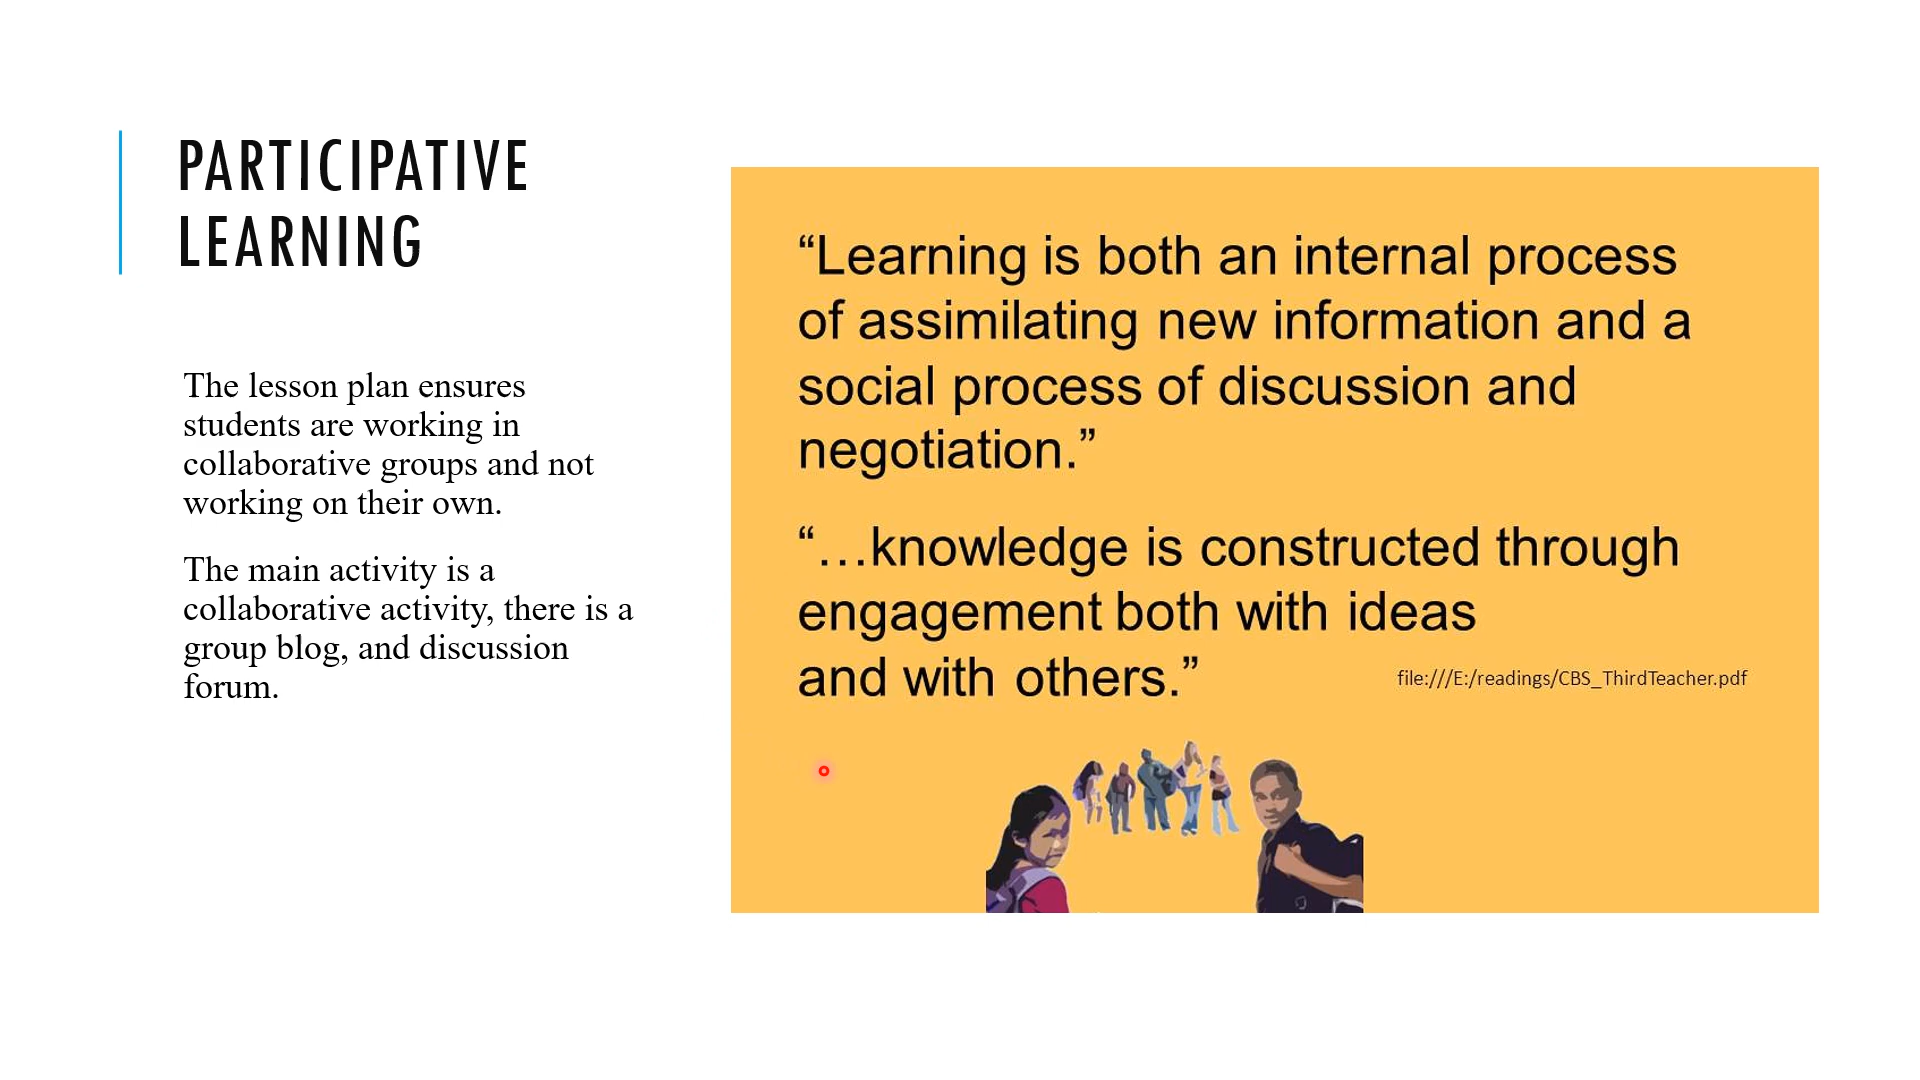 PARTICIPATIVE
LEARNING
The lesson plan ensures
students are working in
collaborative groups and not
working on their own.
The main activity is a
collaborative activity, there is a
group blog, and discussion
forum.
“Learning is both an internal process
of assimilating new information and a
social process of discussion and
negotiation.”
“…knowledge is constructed through
engagement both with ideas
and with others.”
file:///E:/readings/CBS_ThirdTeacher.pdf